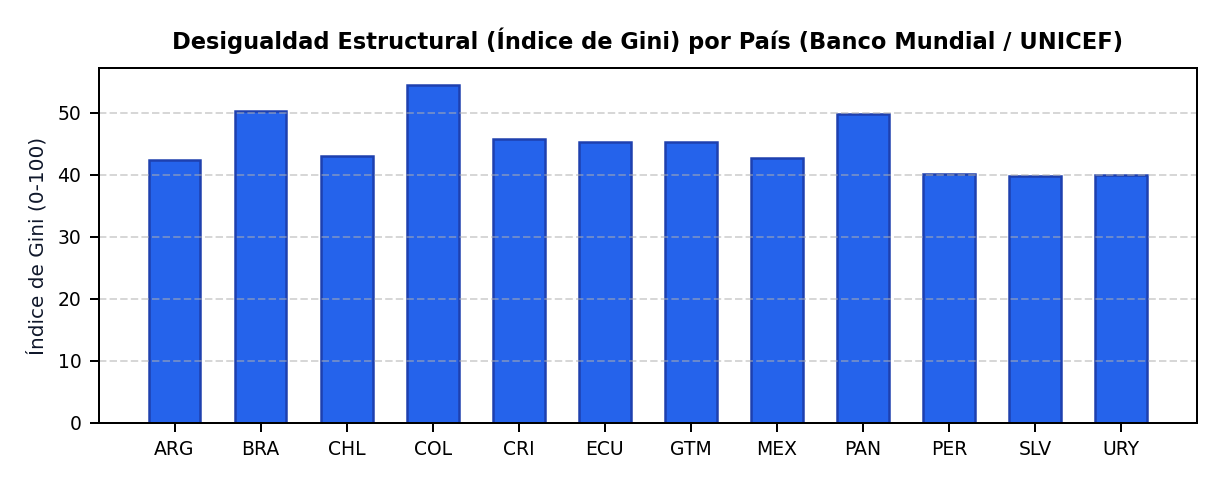 Desigualdad Estructural (Índice de Gini) por País (Banco Mundial / UNICEF)
Índice de Gini (0-100)
50
40
30
20
10
0
ARG BRA CHL COL CRI ECU GTM MEX PAN PER SLV URY